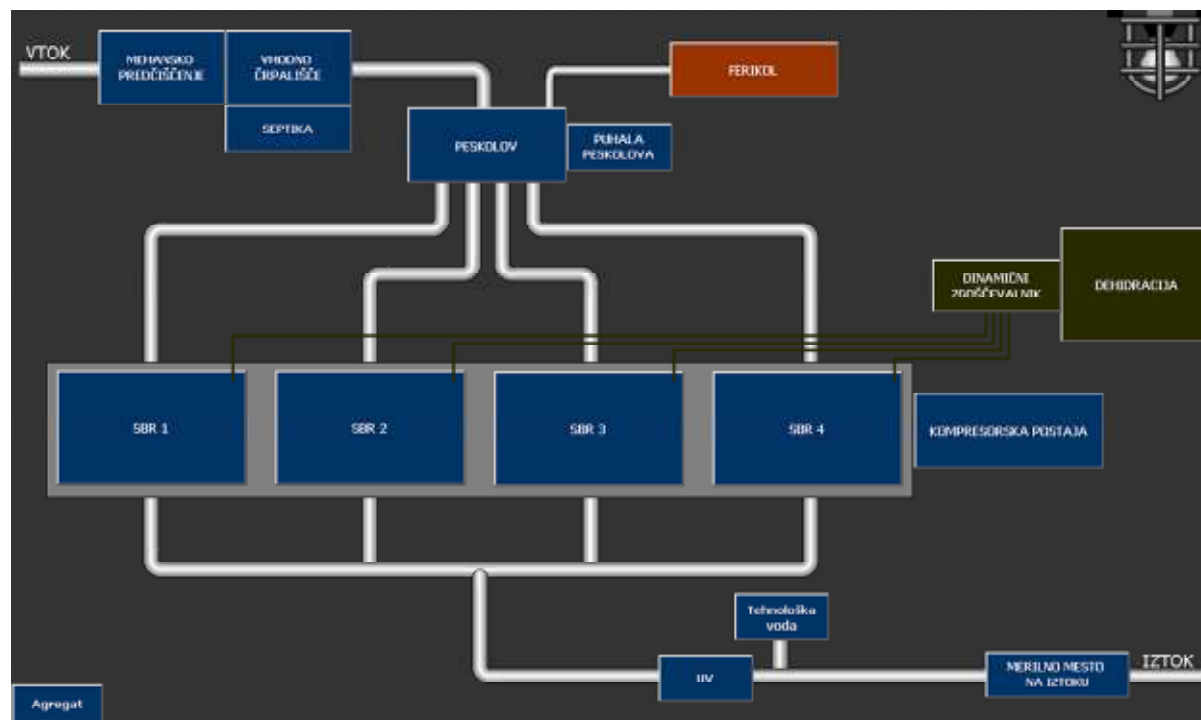 VTOK
MEHANSKO
PREDČIŠČENJE
VHODNO
ČRPALIŠČE
SEPTIKA
FERIKOL
PESKOLOV
PUHALA
PESKOLOVA
DINAMIČNI
ZGOŠČEVALNIK
DEHIDRACIJA
SBR 1
SBR 2
SBR 3
SBR 4
KOMPRESORSKA POSTAJA
Tehnološka
voda
UV
MERILNO MESTO
NA IZTOKU
IZTOK
Agregat